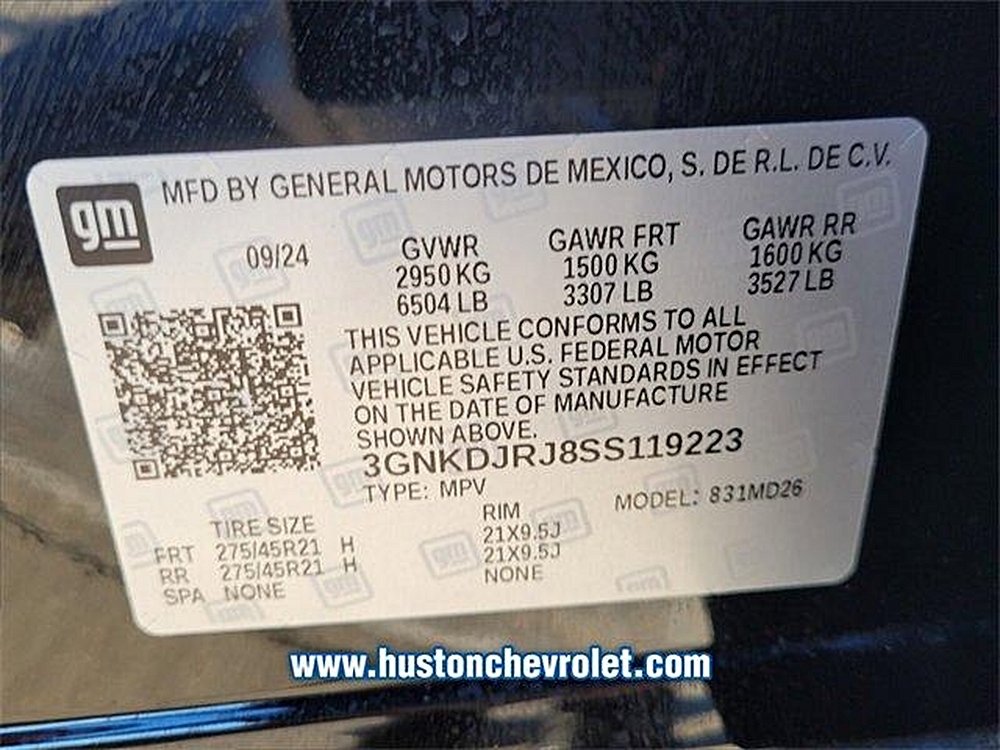 gm
MFD BY GENERAL MOTORS DE MEXICO, S. DE R.L. DE C.V.
09/24
GVWR GAWR FRT GAWR RR
2950 KG 1500 KG 1600 KG
6504 LB 3307 LB 3527 LB
THIS VEHICLE CONFORMS TO ALL
APPLICABLE U.S. FEDERAL MOTOR
VEHICLE SAFETY STANDARDS IN EFFECT
ON THE DATE OF MANUFACTURE
SHOWN ABOVE.
3GNKDJRJ8SS119223
TYPE: MPV MODEL: 831MD26
TIRE SIZE RIM
FRT 275/45R21 H 21X9.5J
RR 275/45R21 H 21X9.5J
SPA NONE NONE
www.hustonchevrolet.com